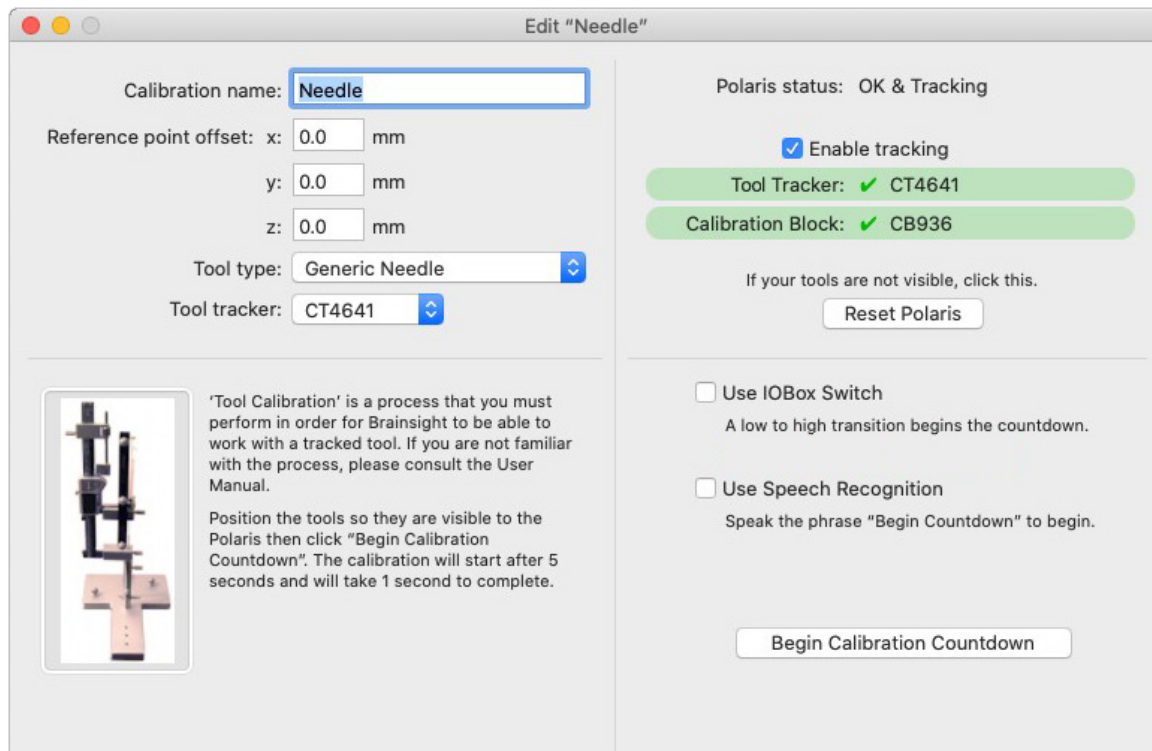 Edit “Needle”
Calibration name: Needle
Reference point offset: x: 0.0 mm
y: 0.0 mm
z: 0.0 mm
Tool type: Generic Needle
Tool tracker: CT4641
Polaris status: OK & Tracking
Enable tracking
Tool Tracker: ✔ CT4641
Calibration Block: ✔ CB936
If your tools are not visible, click this.
Reset Polaris
‘Tool Calibration’ is a process that you must
perform in order for Brainsight to be able to
work with a tracked tool. If you are not familiar
with the process, please consult the User
Manual.
Position the tools so they are visible to the
Polaris then click “Begin Calibration
Countdown”. The calibration will start after 5
seconds and will take 1 second to complete.
Use IOBox Switch
A low to high transition begins the countdown.
Use Speech Recognition
Speak the phrase “Begin Countdown” to begin.
Begin Calibration Countdown